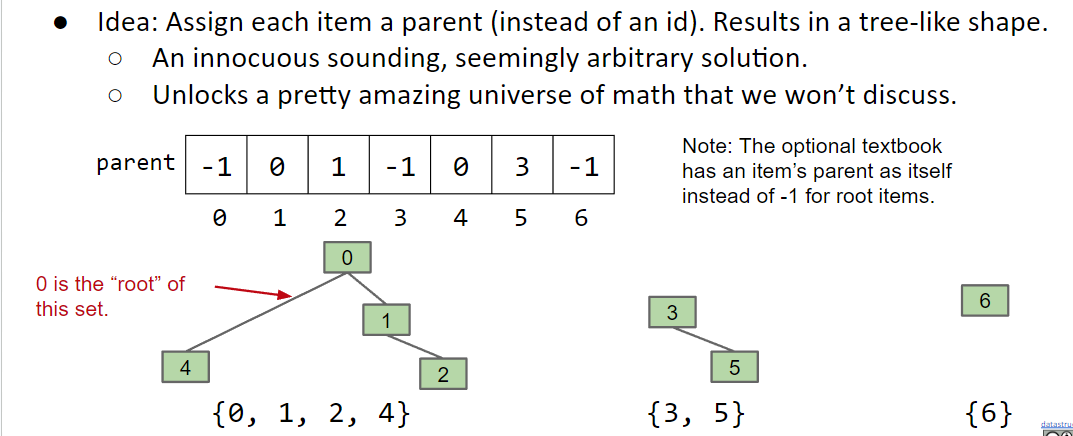 ● Idea: Assign each item a parent (instead of an id). Results in a tree-like shape.
○ An innocuous sounding, seemingly arbitrary solution.
○ Unlocks a pretty amazing universe of math that we won’t discuss.
parent -1 0 1 -1 0 3 -1
0 1 2 3 4 5 6
Note: The optional textbook
has an item’s parent as itself
instead of -1 for root items.
0 is the “root” of
this set.
0
1
4
2
{0, 1, 2, 4}
3
5
{3, 5}
6
{6}